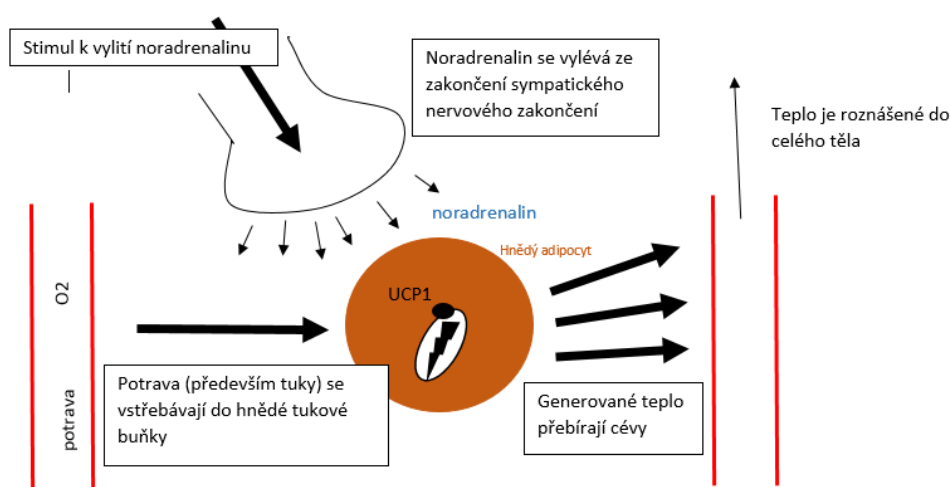 Stimul k vylití noradrenalinu
Noradrenalin se vylévá ze
zakončení sympatického
nervového zakončení
Teplo je roznášené do
celého těla
noradrenalin
Hnědý adipocyt
UCP1
O2
potrava
Potrava (především tuky) se
vstřebávají do hnědé tukové
buňky
Generované teplo
přebírají cévy